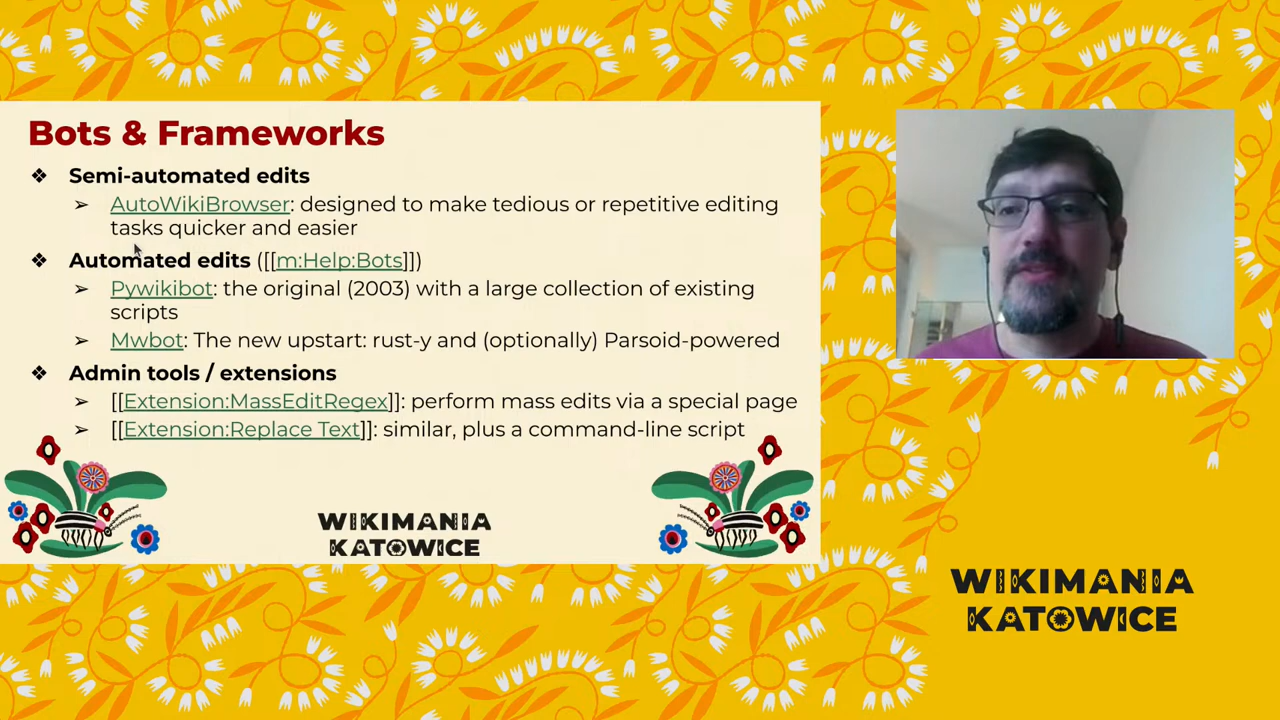 Bots & Frameworks
❖ Semi-automated edits
➢ AutoWikiBrowser: designed to make tedious or repetitive editing
tasks quicker and easier
❖ Automated edits ([[m:Help:Bots]])
➢ Pywikibot: the original (2003) with a large collection of existing
scripts
➢ Mwbot: The new upstart: rust-y and (optionally) Parsoid-powered
❖ Admin tools / extensions
➢ [[Extension:MassEditRegex]]: perform mass edits via a special page
➢ [[Extension:Replace Text]]: similar, plus a command-line script
WIKIMANIA
KATOWICE
WIKIMANIA
KATOWICE